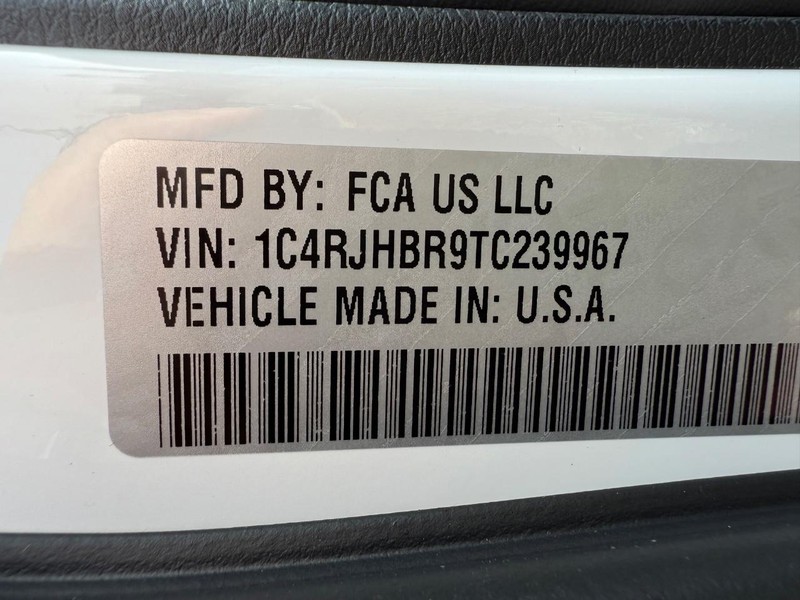 MFD BY: FCA US LLC
VIN: 1C4RJHBR9TC239967
VEHICLE MADE IN: U.S.A.